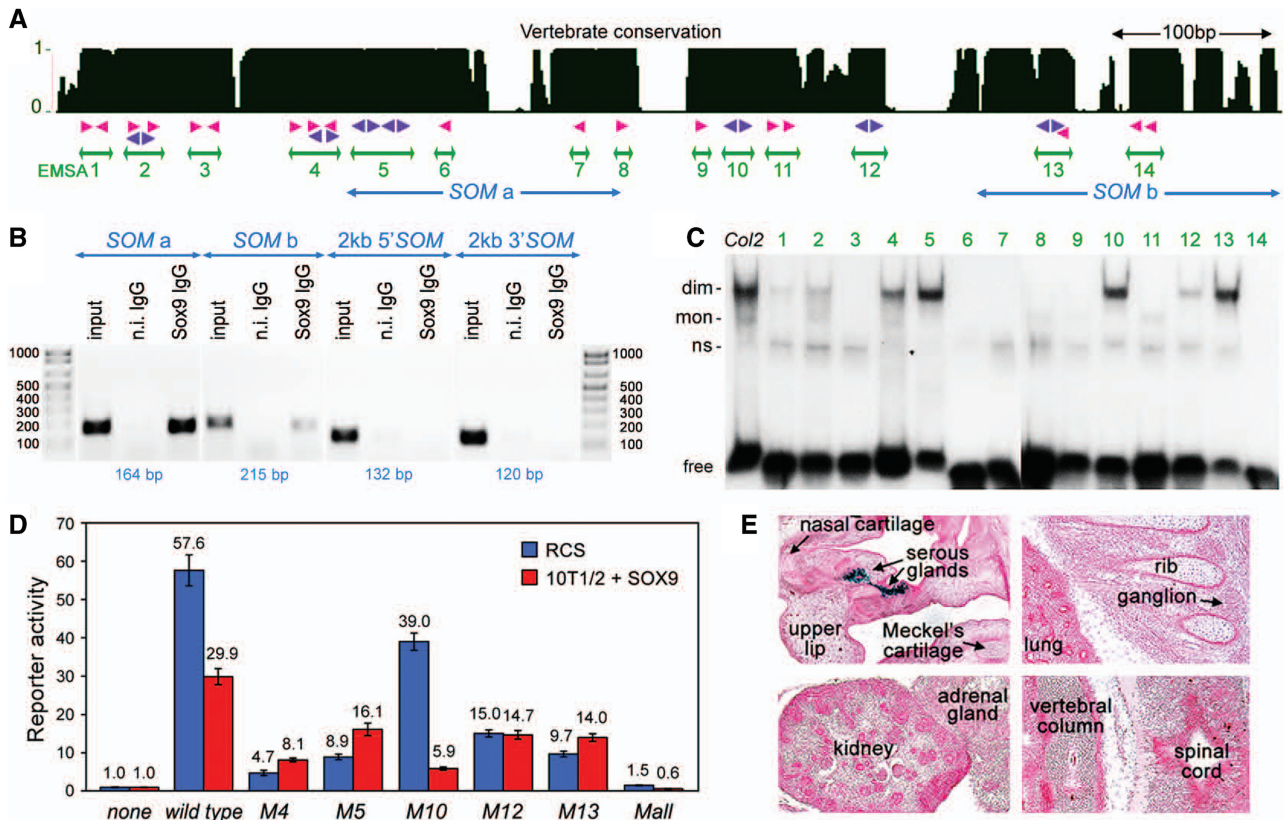 A
Vertebrate conservation
100bp
1
0
EMSA 1 2 3 4 5 6 7 8 9 10 11 12 13 14
SOM a
SOM b
B
SOM a SOM b 2kb 5'SOM 2kb 3'SOM
input n.i. IgG Sox9 IgG input n.i. IgG Sox9 IgG input n.i. IgG Sox9 IgG input n.i. IgG Sox9 IgG
1000 1000
500 500
400 400
300 300
200 200
100 100
164 bp 215 bp 132 bp 120 bp
C
Col2 1 2 3 4 5 6 7 8 9 10 11 12 13 14
dim
mon
ns
free
D
Reporter activity
70
60
50
40
30
20
10
0
RCS
10T1/2 + SOX9
1.0 1.0 57.6 29.9 4.7 8.1 8.9 16.1 39.0 5.9 15.0 14.7 9.7 14.0 1.5 0.6
none wild type M4 M5 M10 M12 M13 Mall
E
nasal cartilage
serous
glands
upper
lip
Meckel's
cartilage
rib
ganglion
lung
adrenal
gland
kidney
vertebral
column
spinal
cord